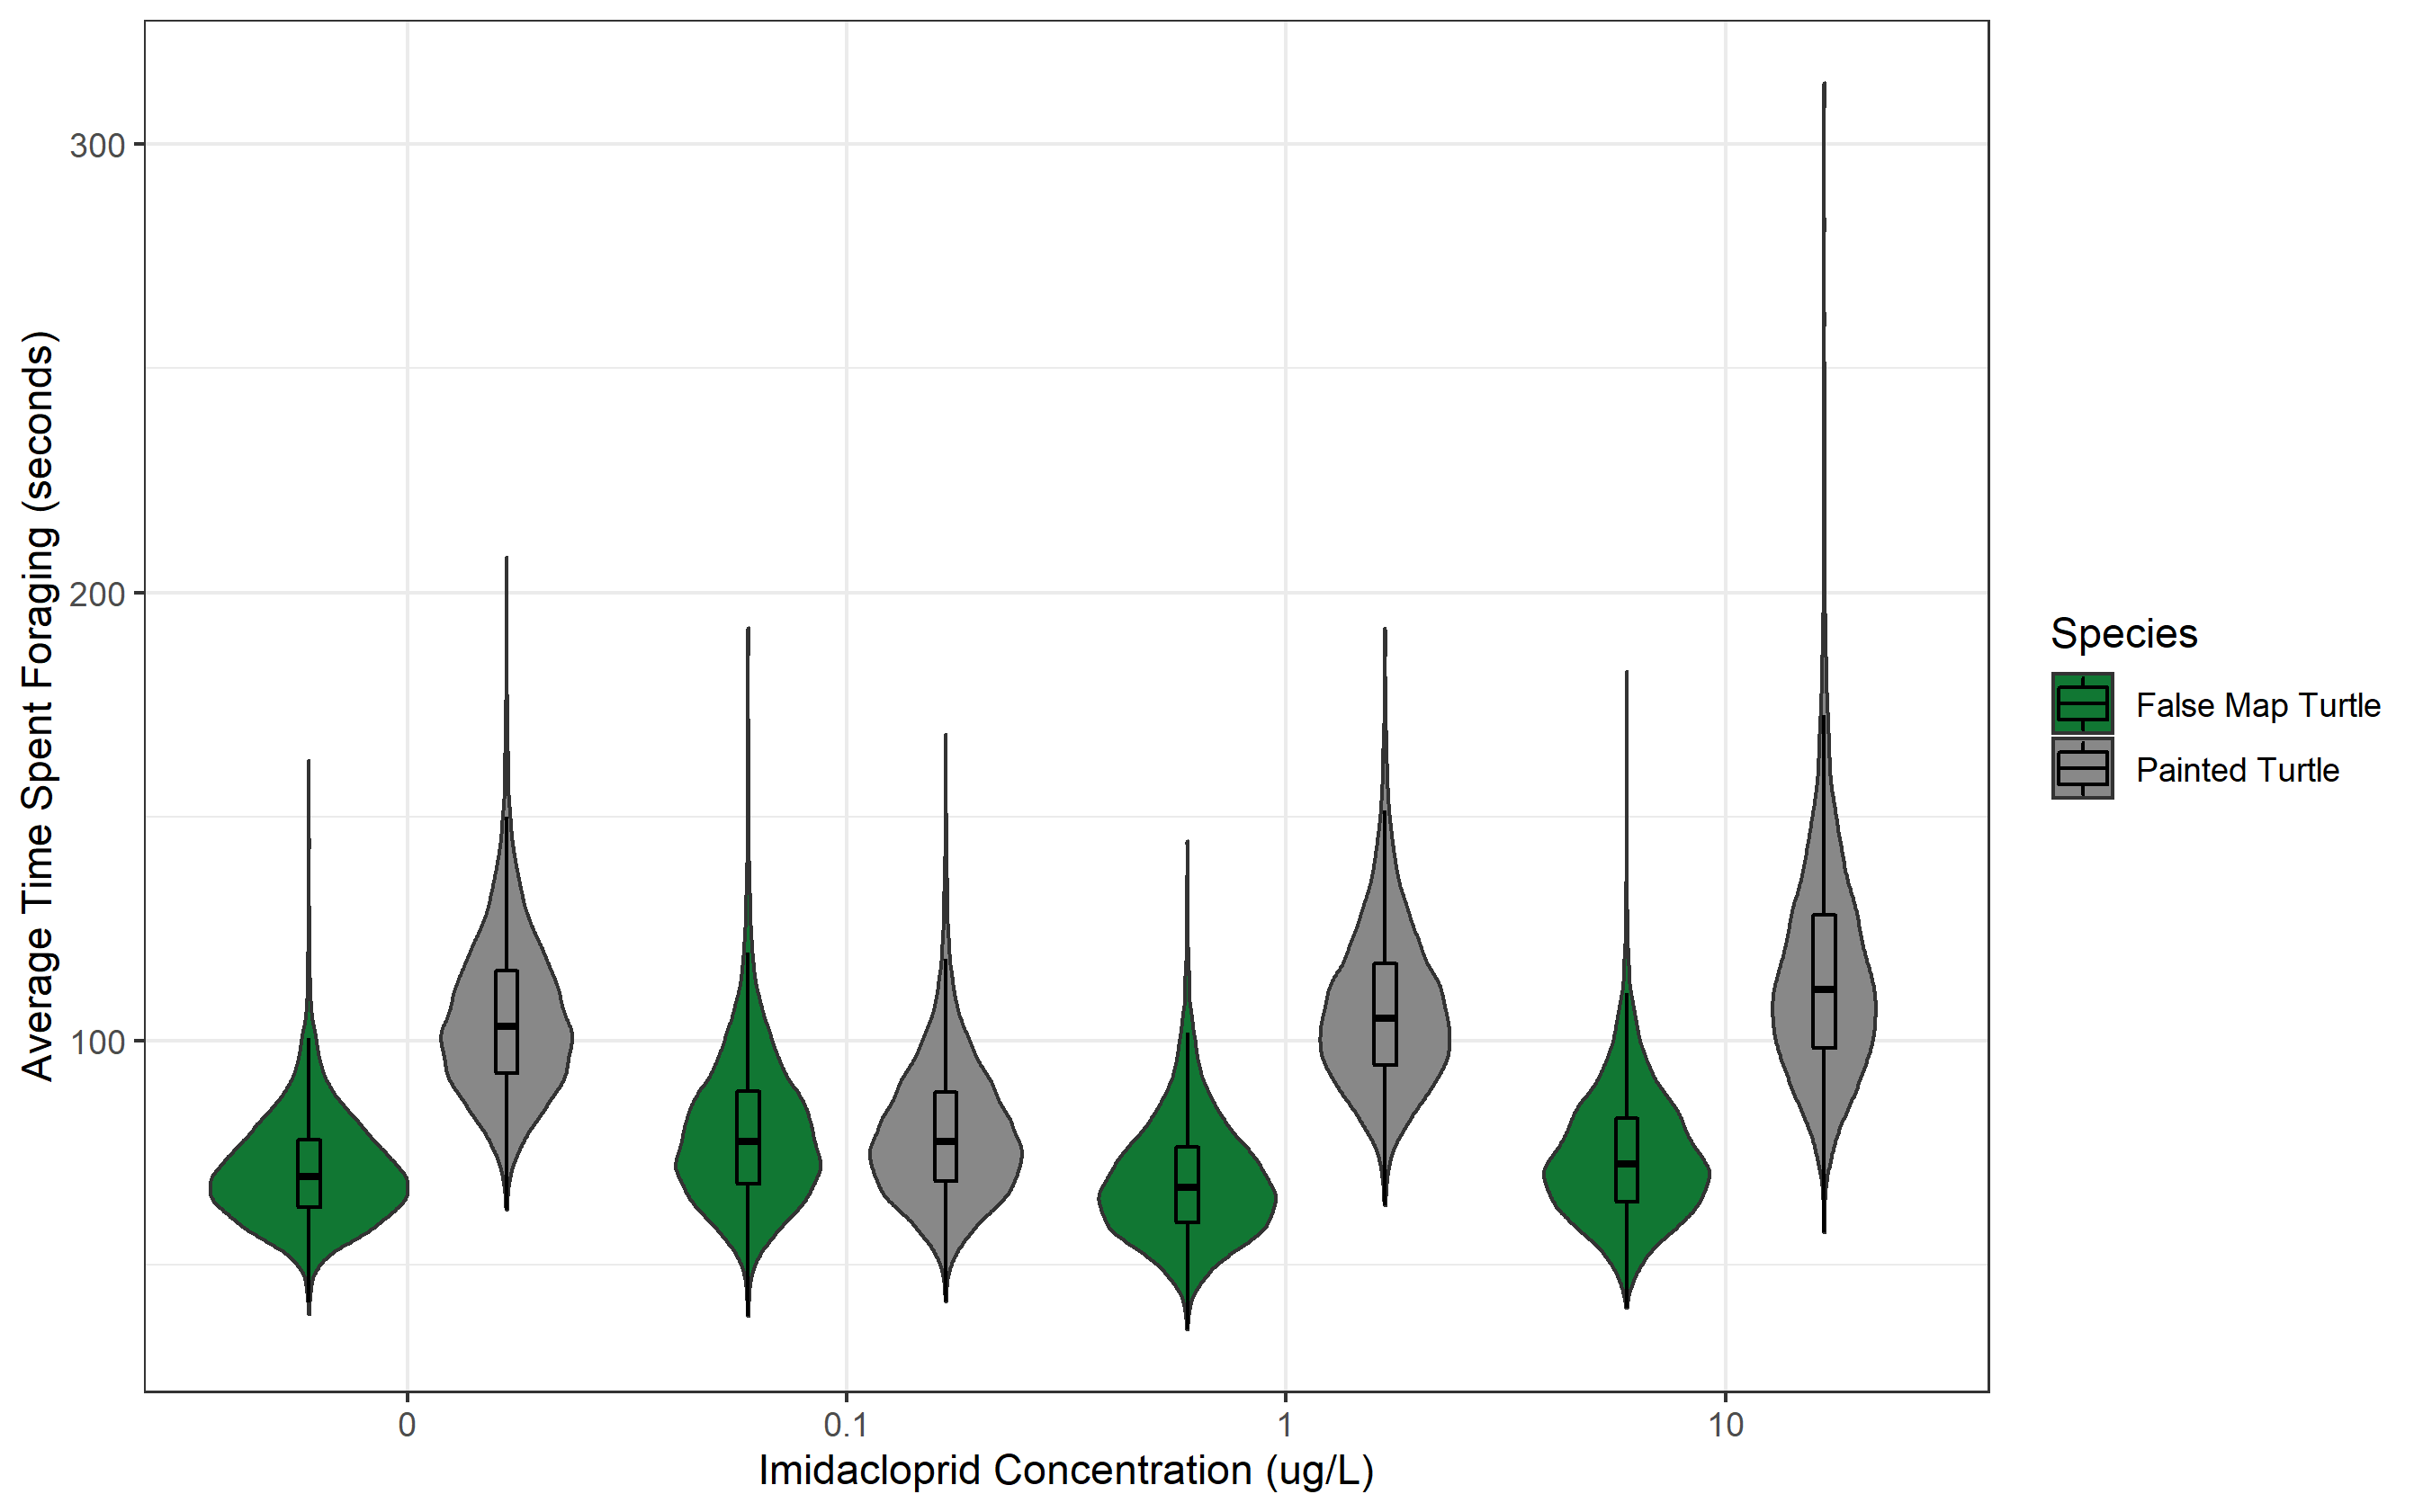 Average Time Spent Foraging (seconds)
300
200
100
0
0.1
1
10
Imidacloprid Concentration (ug/L)
Species
False Map Turtle
Painted Turtle